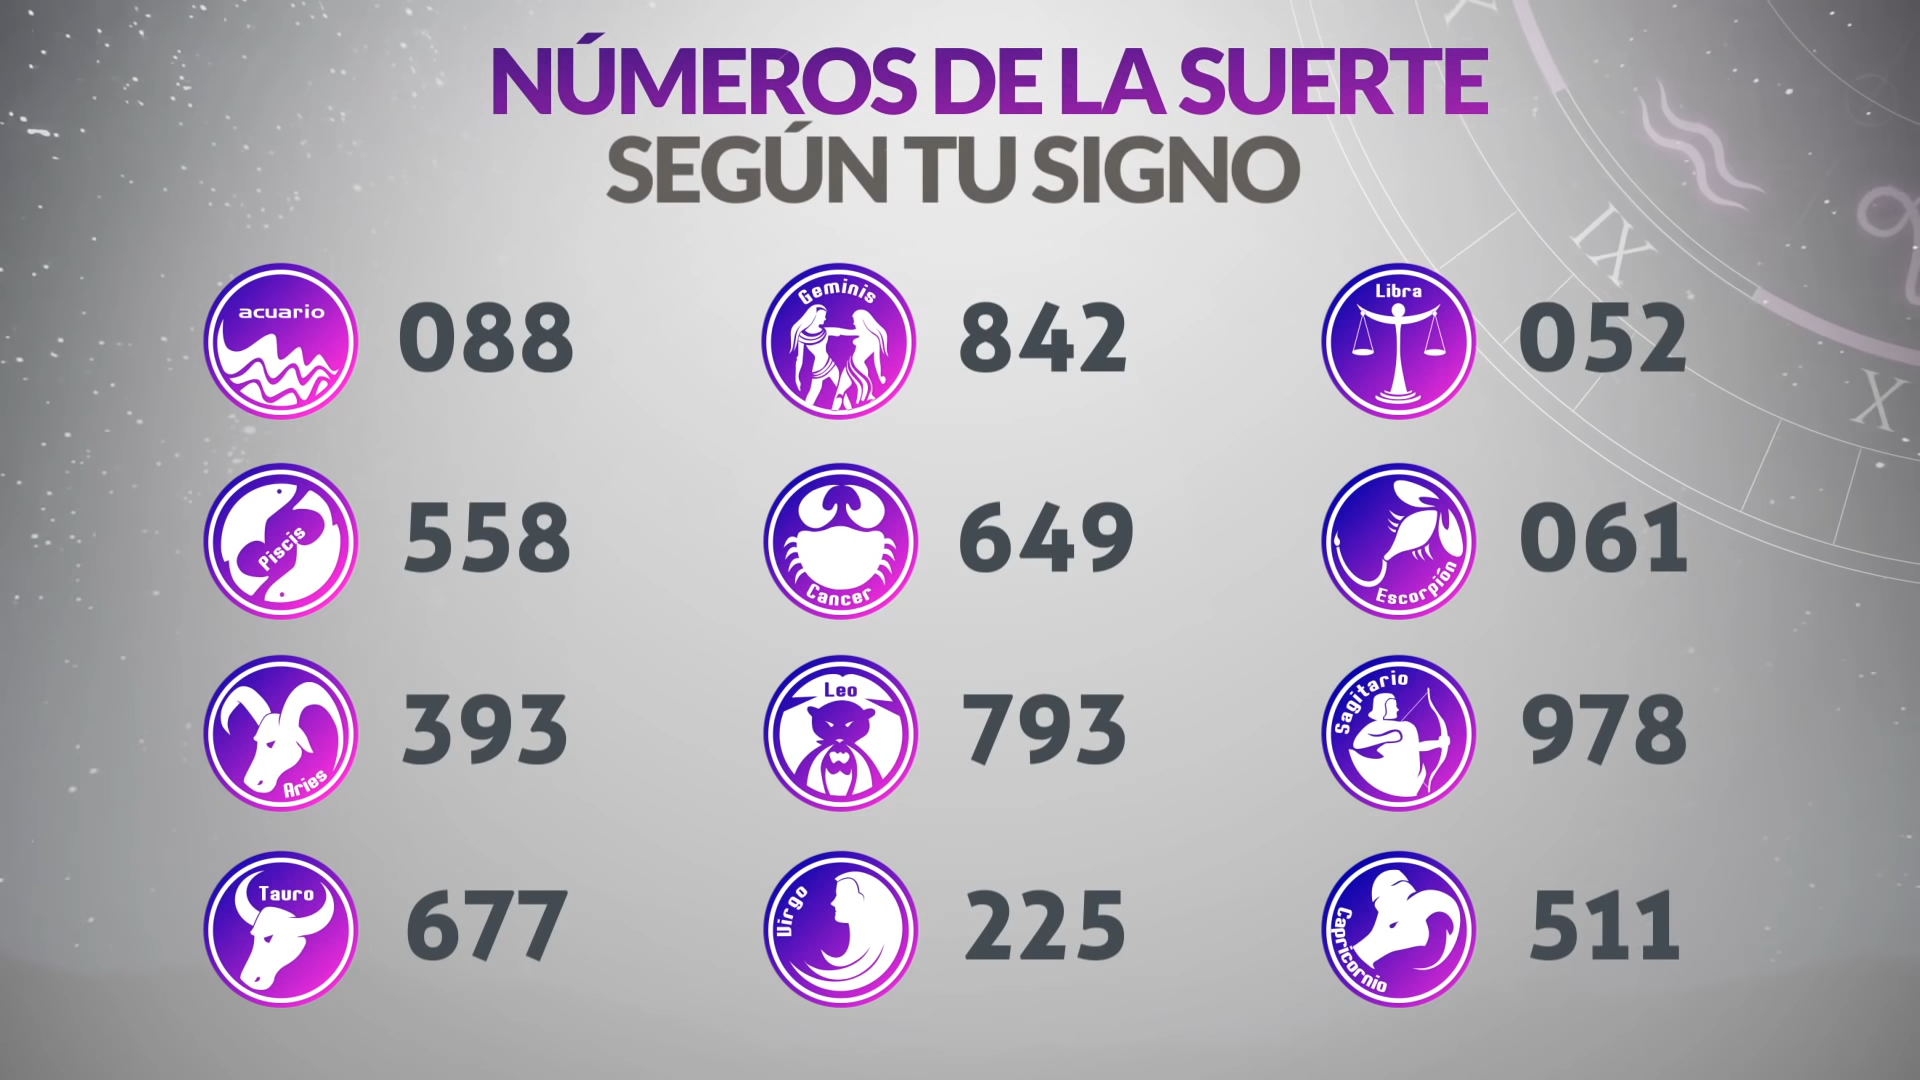 NÚMEROS DE LA SUERTE
SEGÚN TU SIGNO
acuario 088
Geminis 842
Libra 052
Piscis 558
Cancer 649
Escorpión 061
Aries 393
Leo 793
Sagitario 978
Tauro 677
Virgo 225
Capricornio 511
IX
X